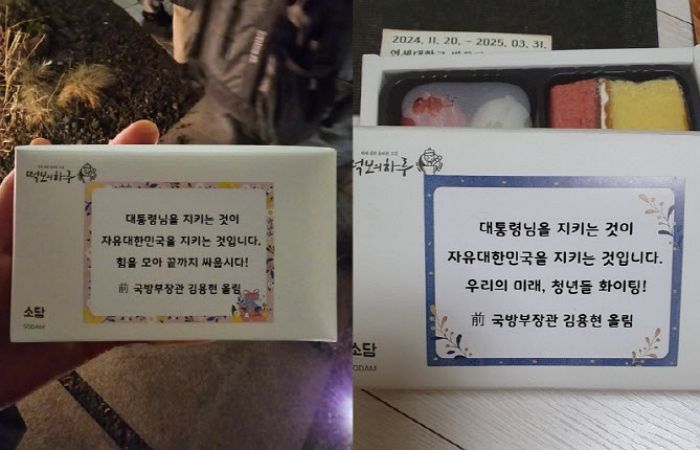 떡보의하루
대통령님을 지키는 것이
자유대한민국을 지키는 것입니다.
힘을 모아 끝까지 싸웁시다!
前 국방부장관 김용현 올림
소담
SODAM
2024. 11. 20. - 2025. 03. 31.
떡보의하루
대통령님을 지키는 것이
자유대한민국을 지키는 것입니다.
우리의 미래, 청년들 화이팅!
前 국방부장관 김용현 올림
소담
SODAM